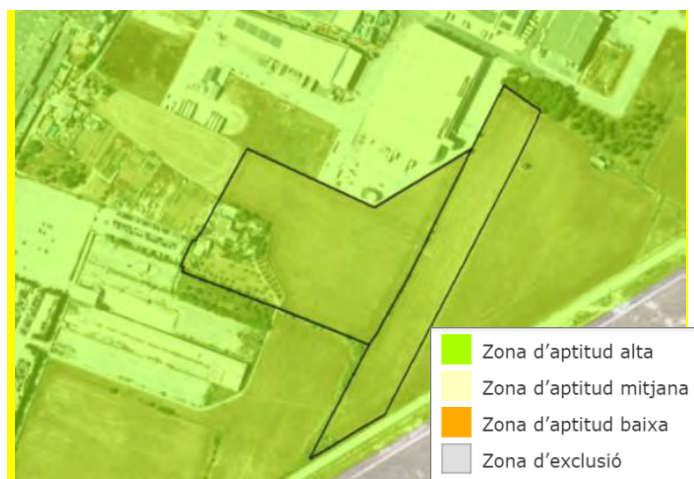 Zona d’aptitud alta
Zona d’aptitud mitjana
Zona d’aptitud baixa
Zona d’exclusió